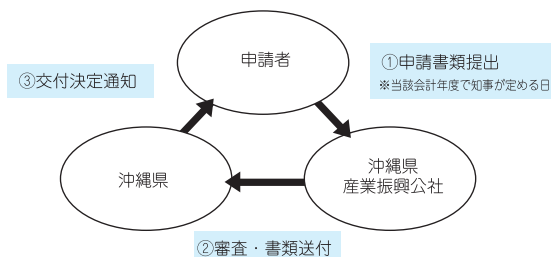 申請者
①申請書類提出
※当該会計年度で知事が定める日
③交付決定通知
沖縄県
沖縄県
産業振興公社
②審査・書類送付